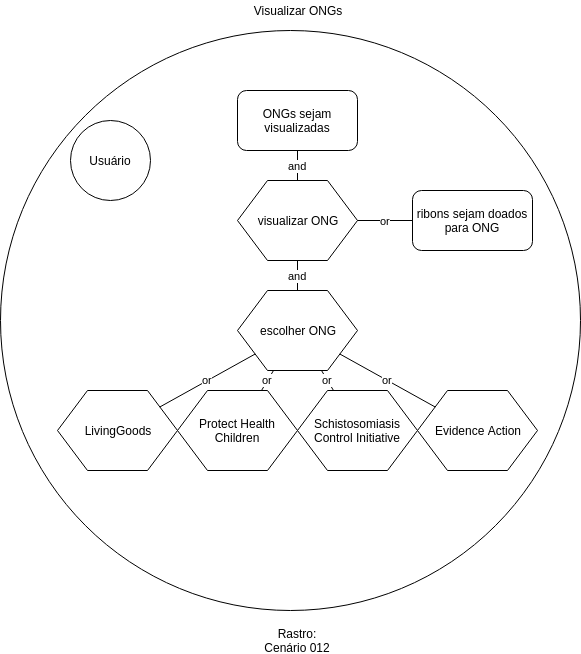 Visualizar ONGs
ONGs sejam
visualizadas
Usuário
and
visualizar ONG
or
ribons sejam doados
para ONG
and
escolher ONG
or
or
or
or
LivingGoods
Protect Health
Children
Schistosomiasis
Control Initiative
Evidence Action
Rastro:
Cenário 012